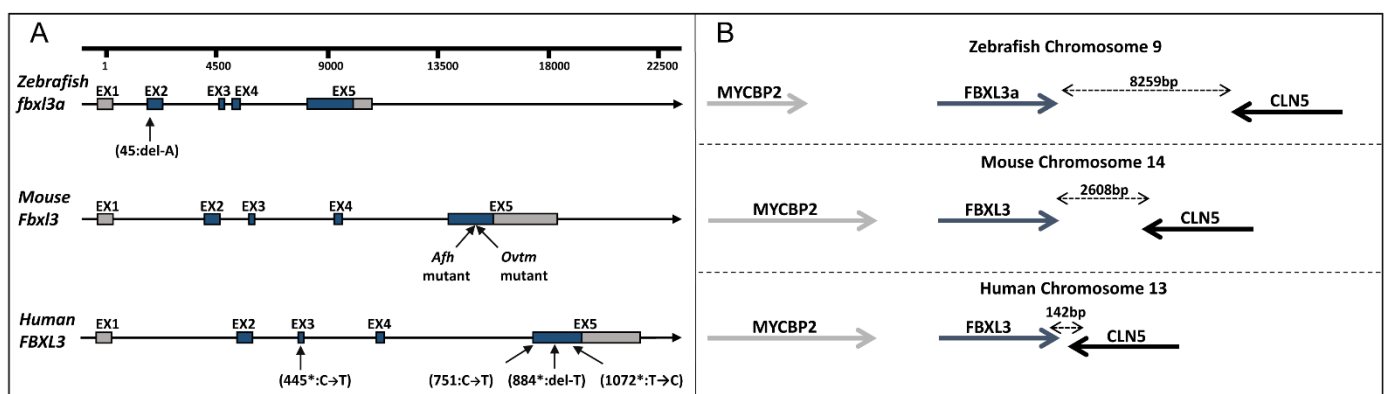 A
1 4500 9000 13500 18000 22500
Zebrafish
fbxl3a
EX1 EX2 EX3 EX4 EX5
(45:del-A)
Mouse
Fbxl3
EX1 EX2 EX3 EX4 EX5
Afh
mutant
Ovtm
mutant
Human
FBXL3
EX1 EX2 EX3 EX4 EX5
(445*:C→T) (751:C→T) (884*:del-T) (1072*:T→C)
B
Zebrafish Chromosome 9
8259bp
MYCBP2 FBXL3a CLN5
Mouse Chromosome 14
2608bp
MYCBP2 FBXL3 CLN5
Human Chromosome 13
142bp
MYCBP2 FBXL3 CLN5